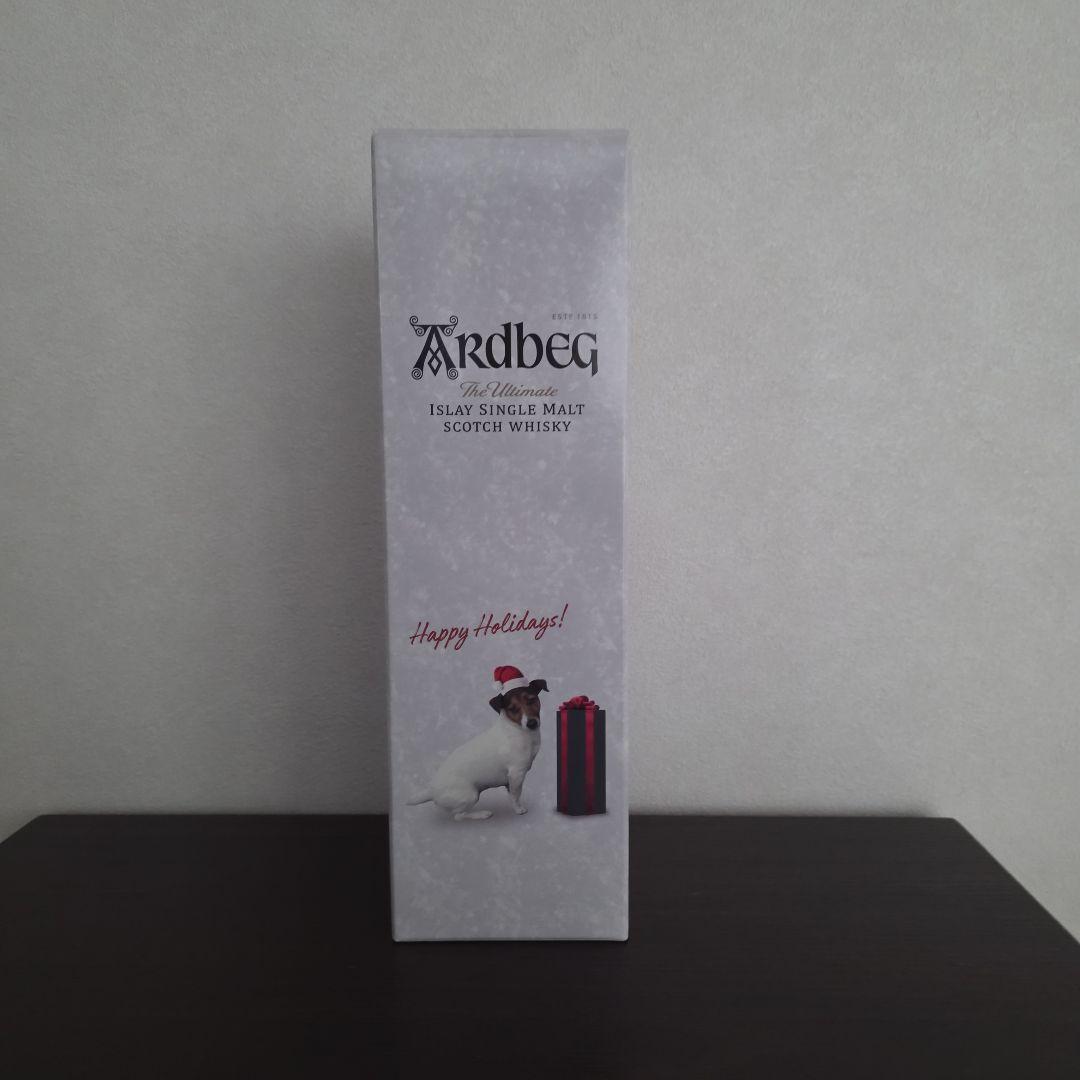 ESTD 1815
ARDBEG
The Ultimate
ISLAY SINGLE MALT
SCOTCH WHISKY
Happy Holidays!